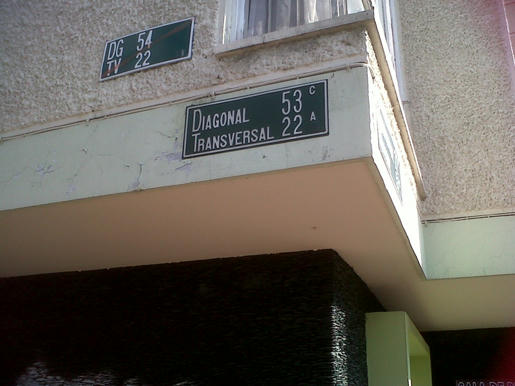 DG 54
TV 22
DIAGONAL 53 C
TRANSVERSAL 22 A